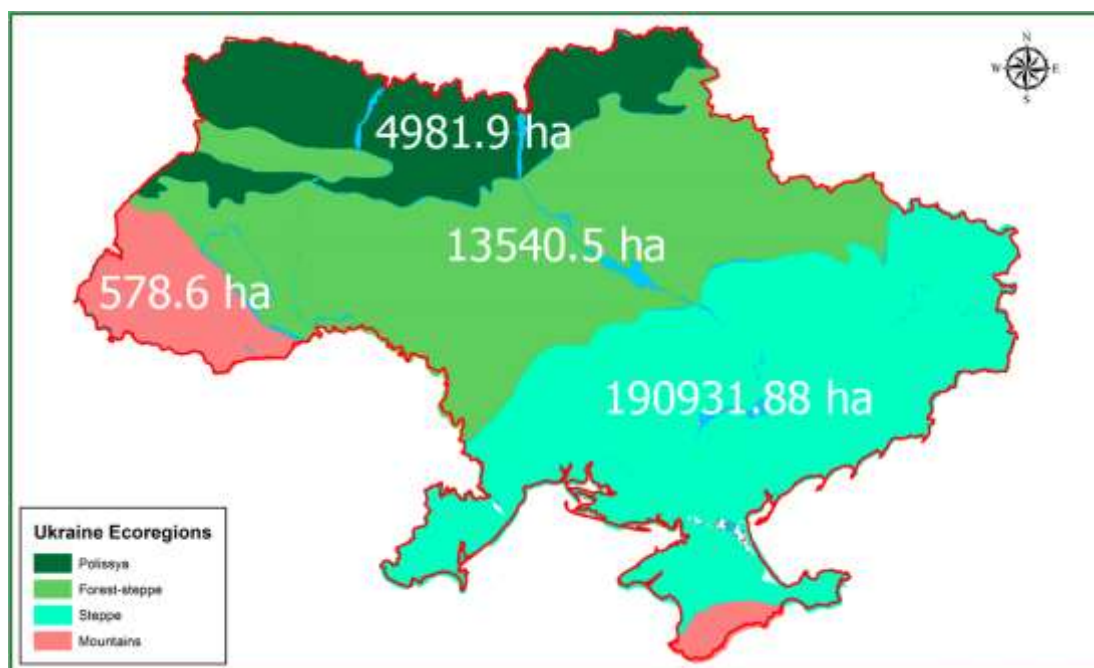 N
W E
S
4981.9 ha
13540.5 ha
578.6 ha
190931.88 ha
Ukraine Ecoregions
Polissya
Forest-steppe
Steppe
Mountains